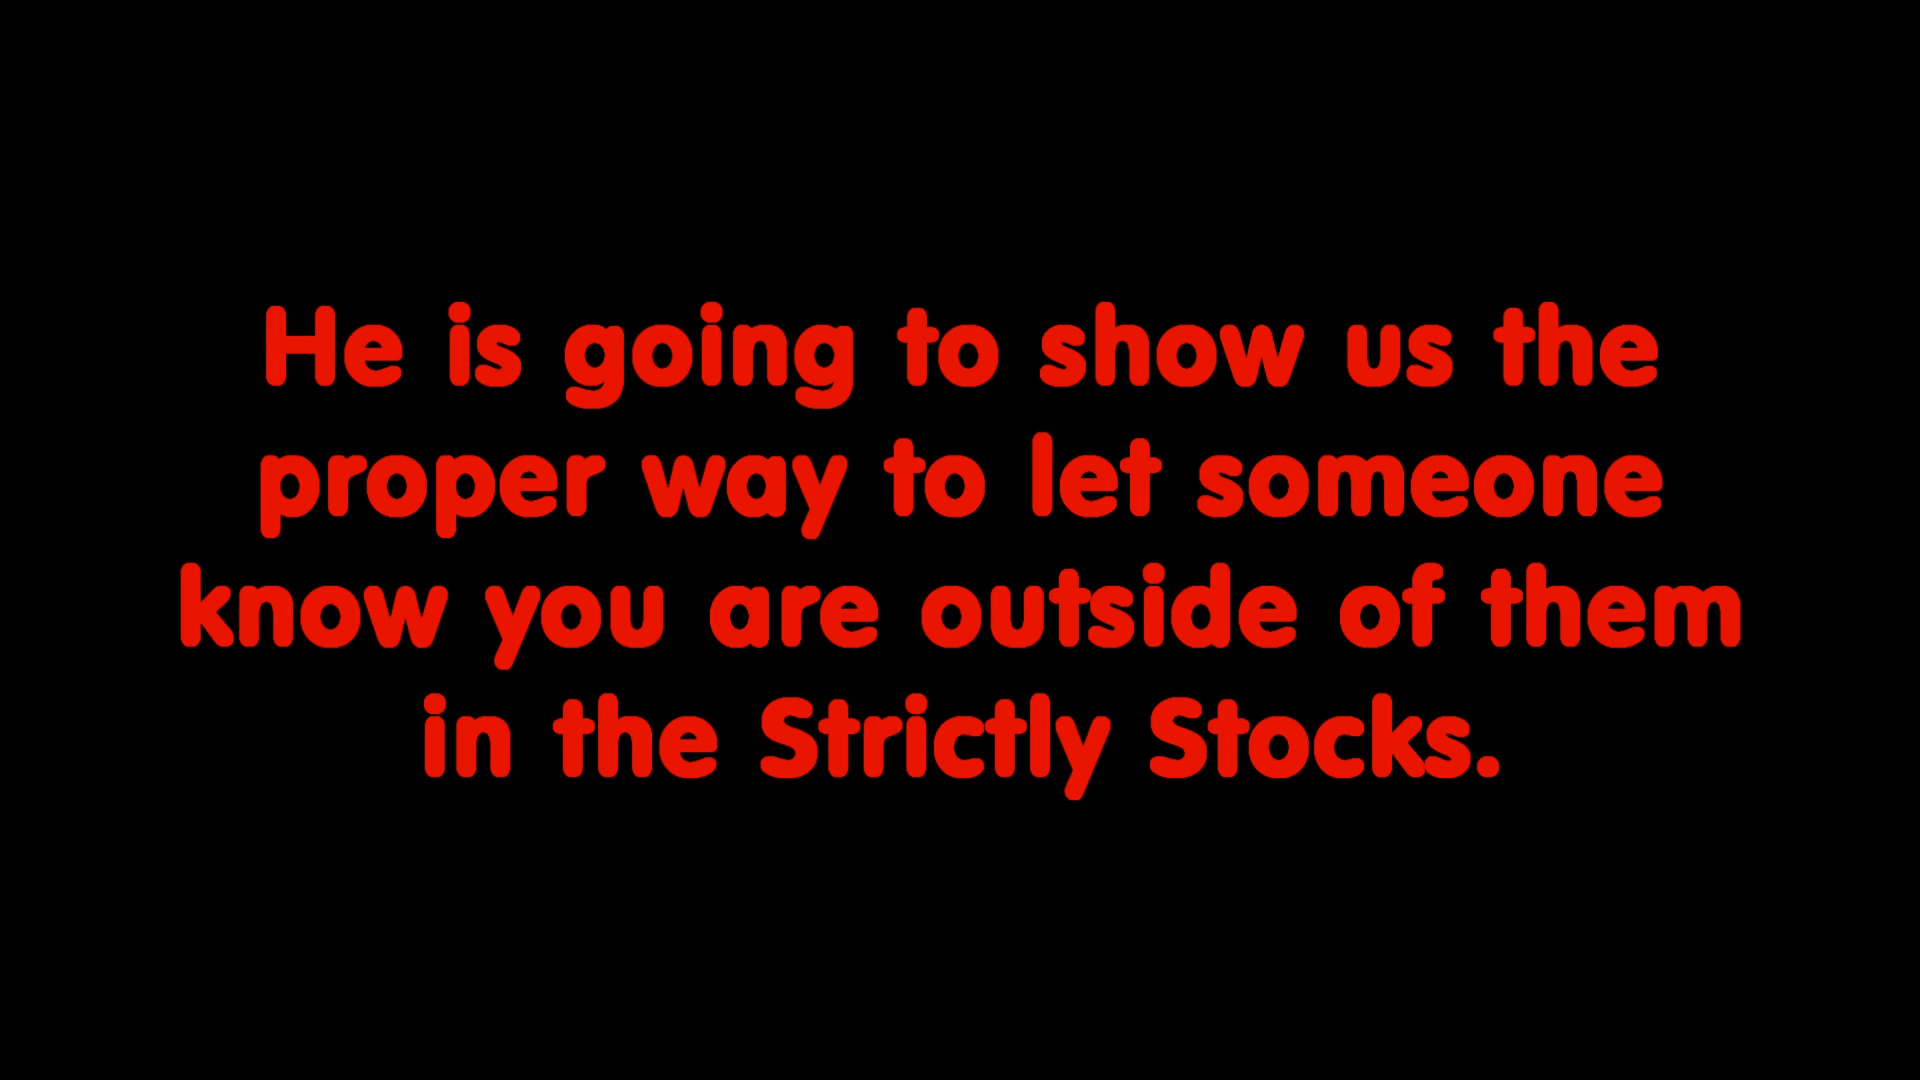 He is going to show us the
proper way to let someone
know you are outside of them
in the Strictly Stocks.